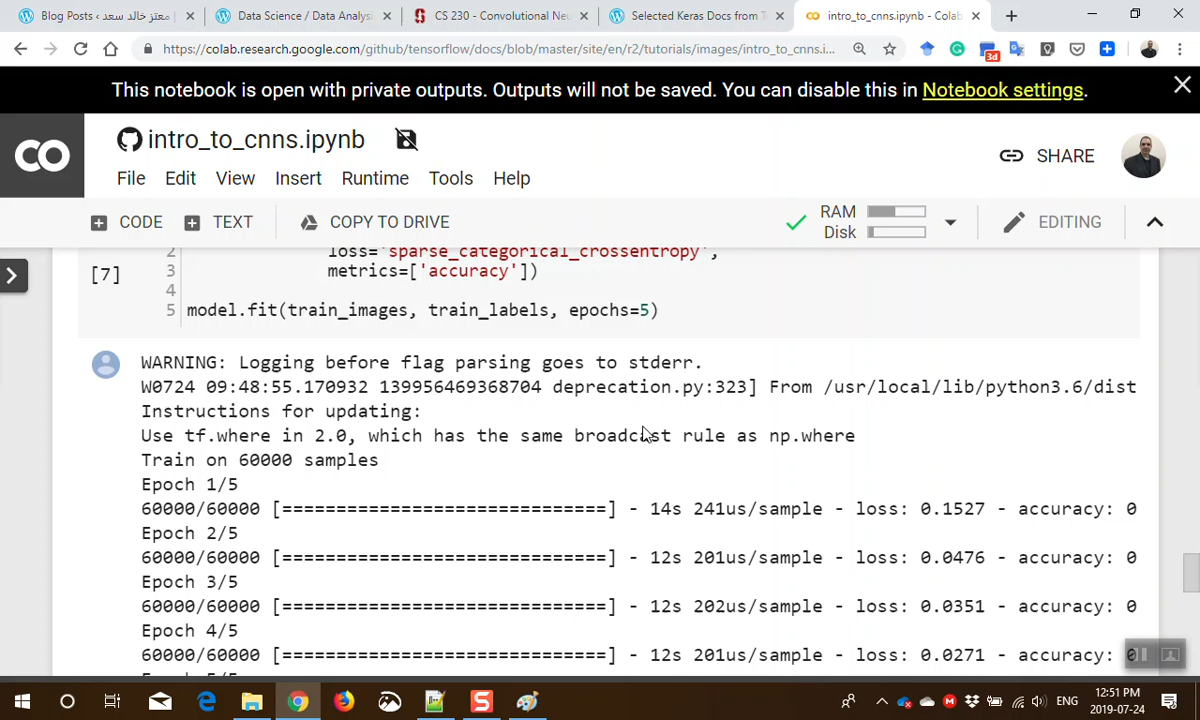 Blog Posts ‹ معتز خالد سعد |
Data Science / Data Analysi
CS 230 - Convolutional Neu
Selected Keras Docs from T
intro_to_cnns.ipynb - Colab
https://colab.research.google.com/github/tensorflow/docs/blob/master/site/en/r2/tutorials/images/intro_to_cnns.i...
3d
This notebook is open with private outputs. Outputs will not be saved. You can disable this in Notebook settings.
CO
intro_to_cnns.ipynb
SHARE
File Edit View Insert Runtime Tools Help
CODE TEXT COPY TO DRIVE
RAM
Disk
EDITING
2 loss='sparse_categorical_crossentropy',
[7]
3 metrics=['accuracy'])
4
5 model.fit(train_images, train_labels, epochs=5)
WARNING: Logging before flag parsing goes to stderr.
W0724 09:48:55.170932 139956469368704 deprecation.py:323] From /usr/local/lib/python3.6/dist
Instructions for updating:
Use tf.where in 2.0, which has the same broadcast rule as np.where
Train on 60000 samples
Epoch 1/5
60000/60000 [==============================] - 14s 241us/sample - loss: 0.1527 - accuracy: 0
Epoch 2/5
60000/60000 [==============================] - 12s 201us/sample - loss: 0.0476 - accuracy: 0
Epoch 3/5
60000/60000 [==============================] - 12s 202us/sample - loss: 0.0351 - accuracy: 0
Epoch 4/5
60000/60000 [==============================] - 12s 201us/sample - loss: 0.0271 - accuracy: 0
ENG
12:51 PM
2019-07-24